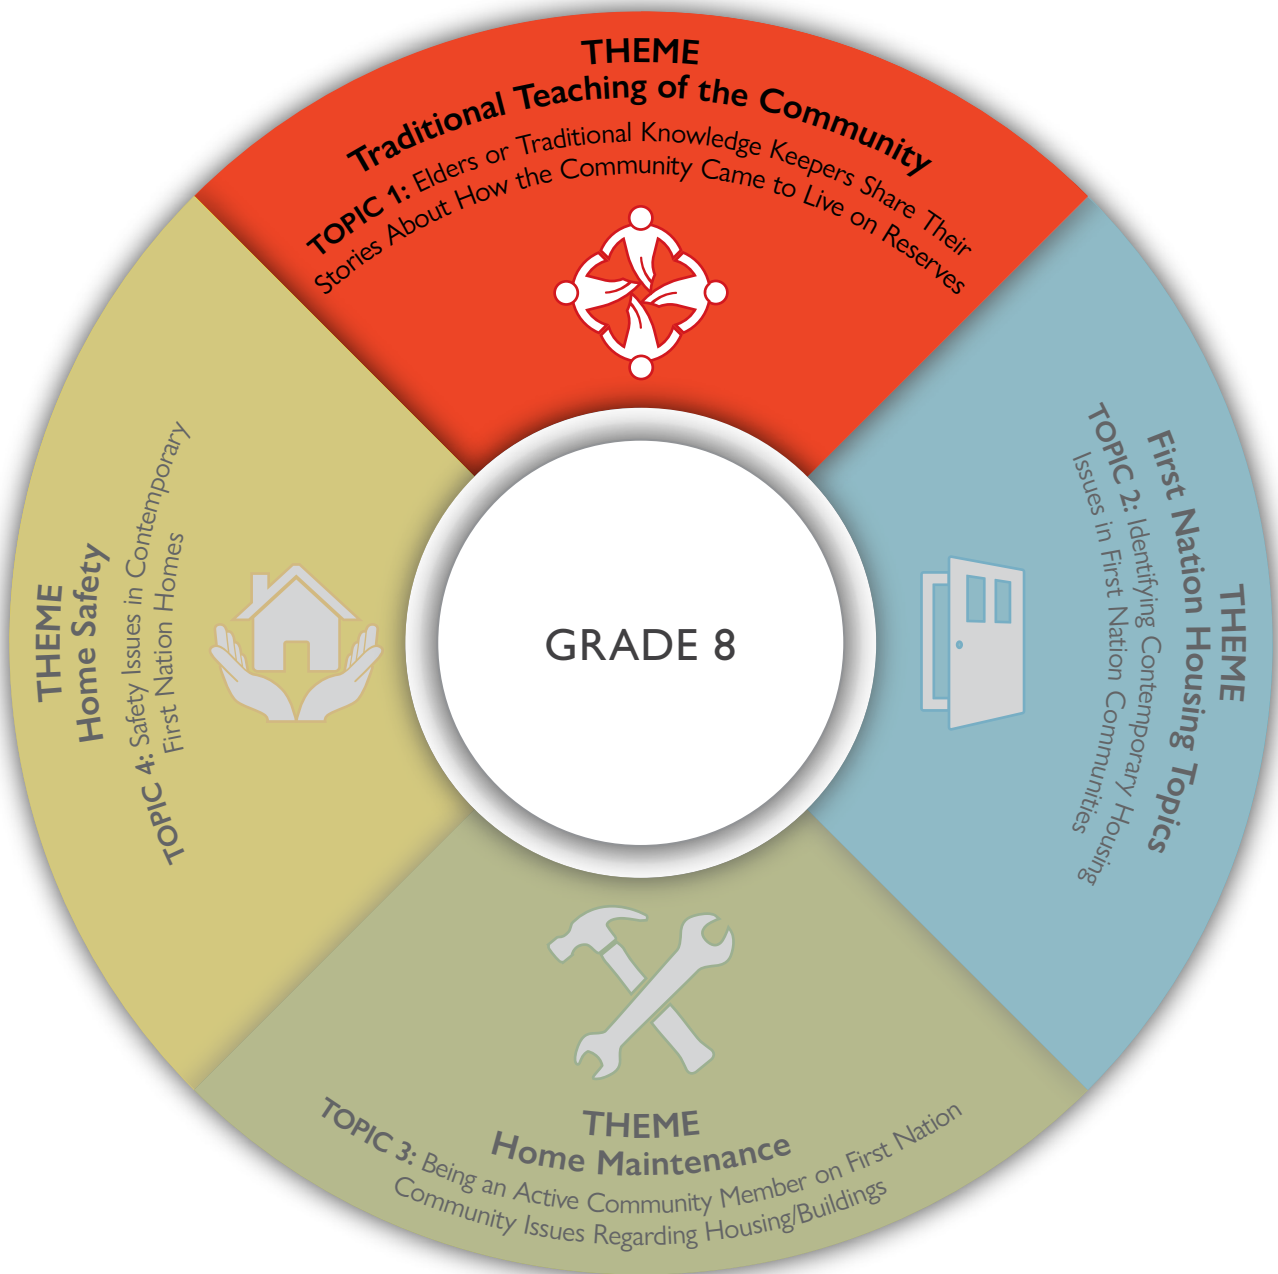 THEME
Traditional Teaching of the Community
TOPIC 1: Elders or Traditional Knowledge Keepers Share Their
Stories About How the Community Came to Live on Reserves
THEME
First Nation Housing Topics
TOPIC 2: Identifying Contemporary Housing
Issues in First Nation Communities
THEME
Home Maintenance
TOPIC 3: Being an Active Community Member on First Nation
Community Issues Regarding Housing/Buildings
THEME
Home Safety
TOPIC 4: Safety Issues in Contemporary
First Nation Homes
GRADE 8